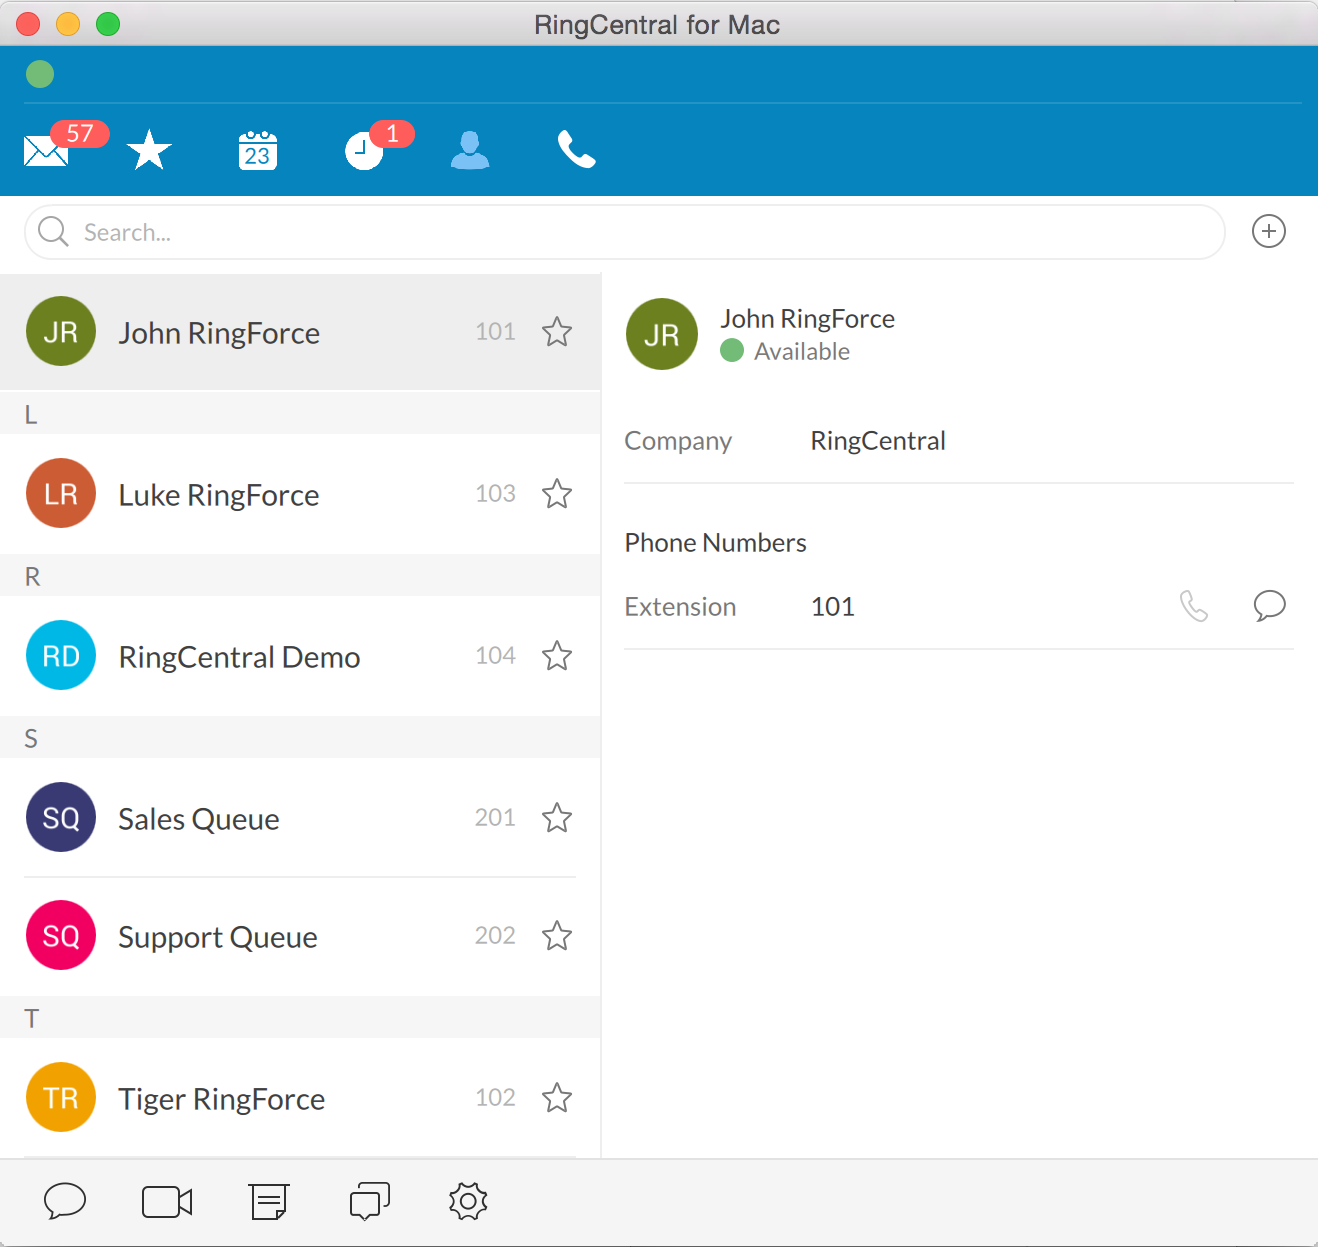 RingCentral for Mac
57
23
1
Search...
JR John RingForce 101
L
LR Luke RingForce 103
R
RD RingCentral Demo 104
S
SQ Sales Queue 201
SQ Support Queue 202
T
TR Tiger RingForce 102
JR John RingForce
Available
Company RingCentral
Phone Numbers
Extension 101